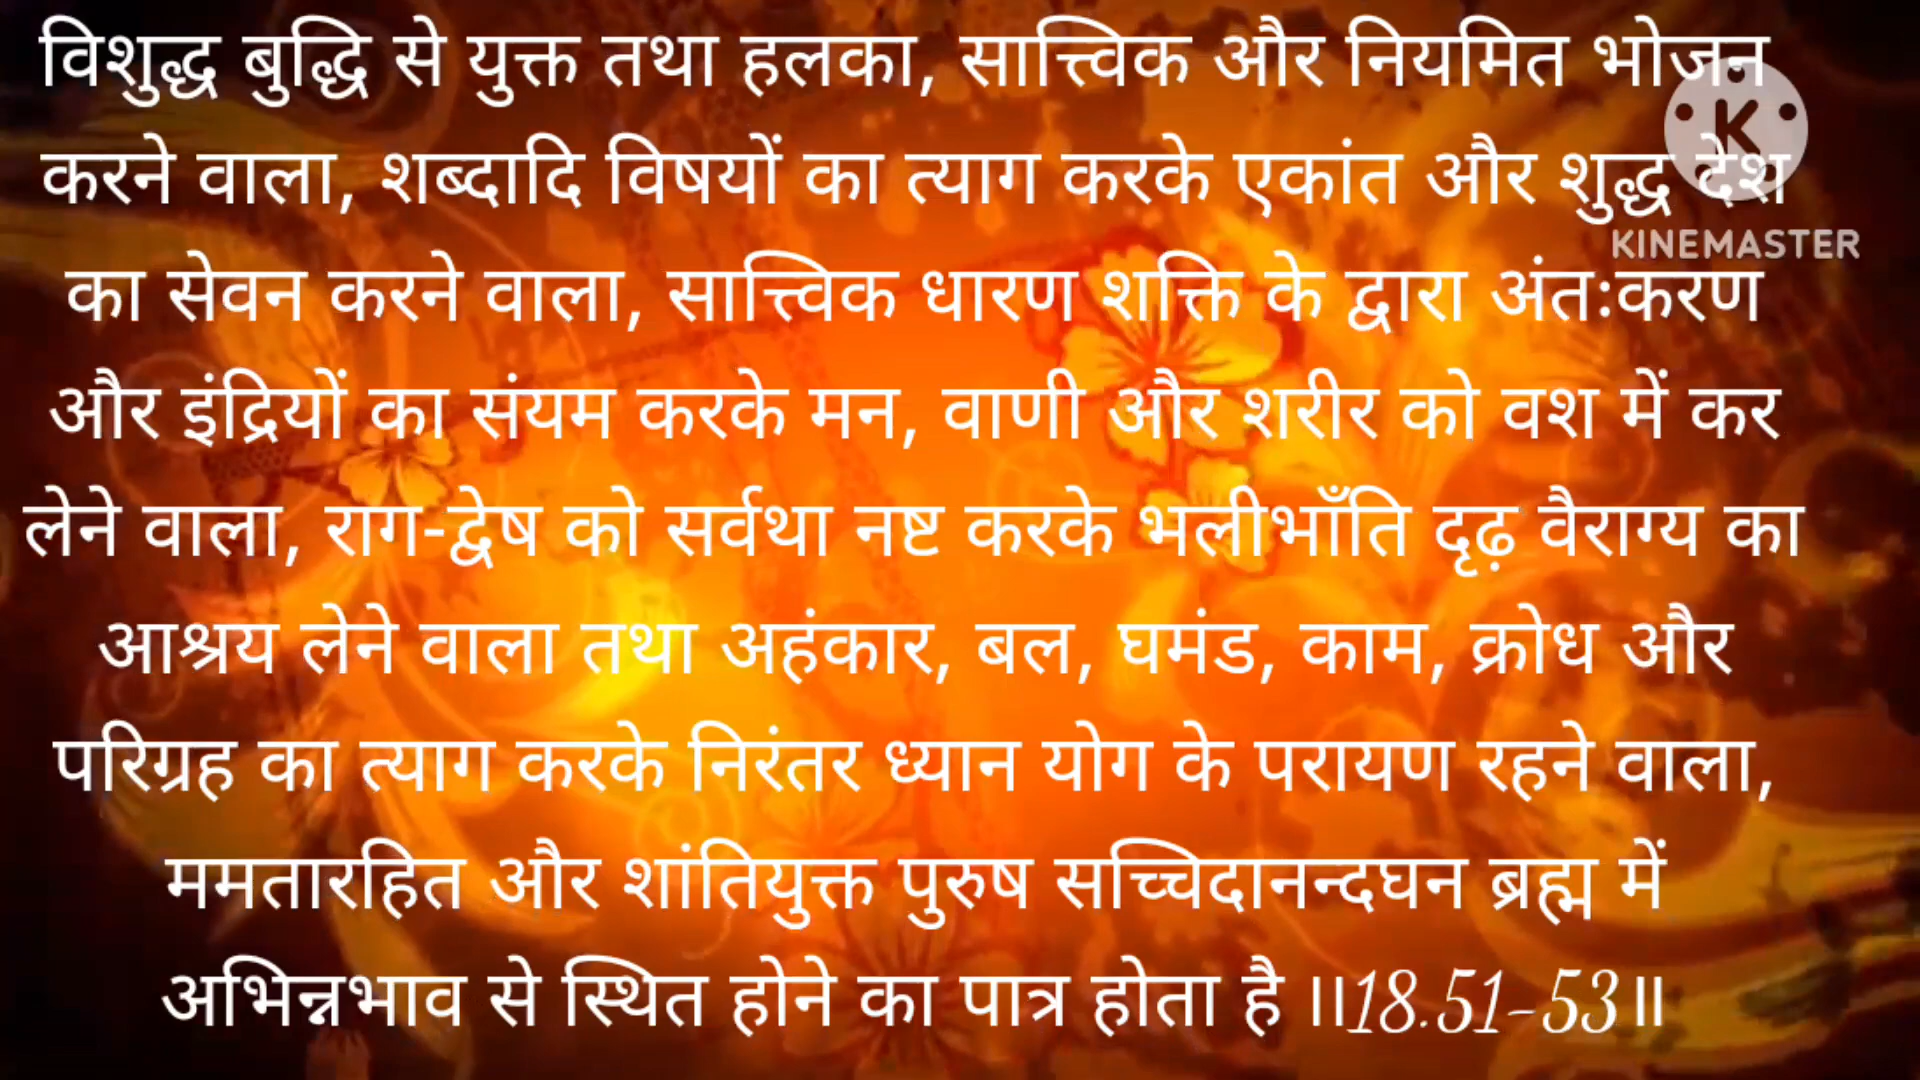 विशुद्ध बुद्धि से युक्त तथा हलका, सात्त्विक और नियमित भोजन
करने वाला, शब्दादि विषयों का त्याग करके एकांत और शुद्ध देश
का सेवन करने वाला, सात्त्विक धारण शक्ति के द्वारा अंतःकरण
और इंद्रियों का संयम करके मन, वाणी और शरीर को वश में कर
लेने वाला, राग-द्वेष को सर्वथा नष्ट करके भलीभाँति दृढ़ वैराग्य का
आश्रय लेने वाला तथा अहंकार, बल, घमंड, काम, क्रोध और
परिग्रह का त्याग करके निरंतर ध्यान योग के परायण रहने वाला,
ममतारहित और शांतियुक्त पुरुष सच्चिदानन्दघन ब्रह्म में
अभिन्नभाव से स्थित होने का पात्र होता है ।।18.51-53॥
K
KINEMASTER